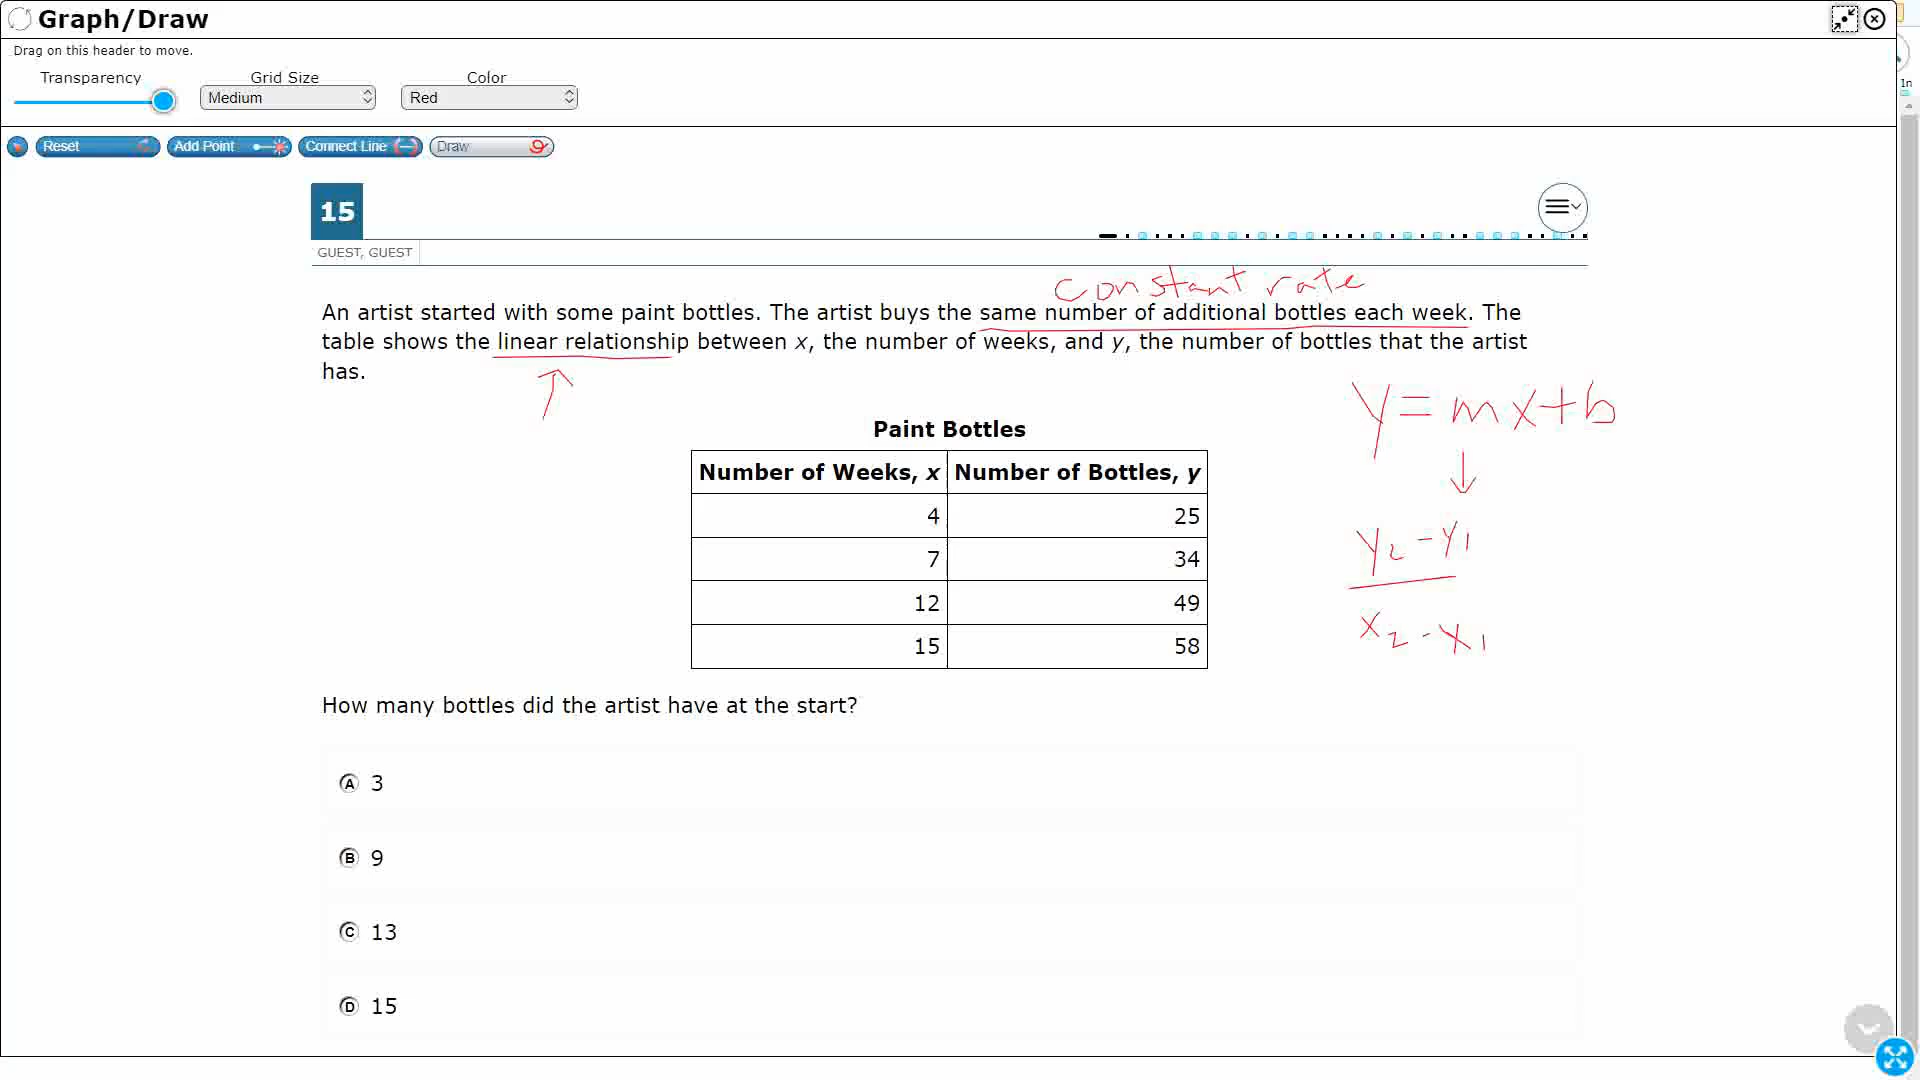 Graph/Draw
Drag on this header to move.
Transparency
Grid Size
Color
Medium
Red
1n
Reset
Add Point
Connect Line
Draw
15
GUEST, GUEST
constant rate
An artist started with some paint bottles. The artist buys the same number of additional bottles each week. The
table shows the linear relationship between x, the number of weeks, and y, the number of bottles that the artist
has.
y = mx+b
Paint Bottles
Number of Weeks, x Number of Bottles, y
4 25
7 34
12 49
15 58
y2 - y1
x2 - x1
How many bottles did the artist have at the start?
A 3
B 9
C 13
D 15